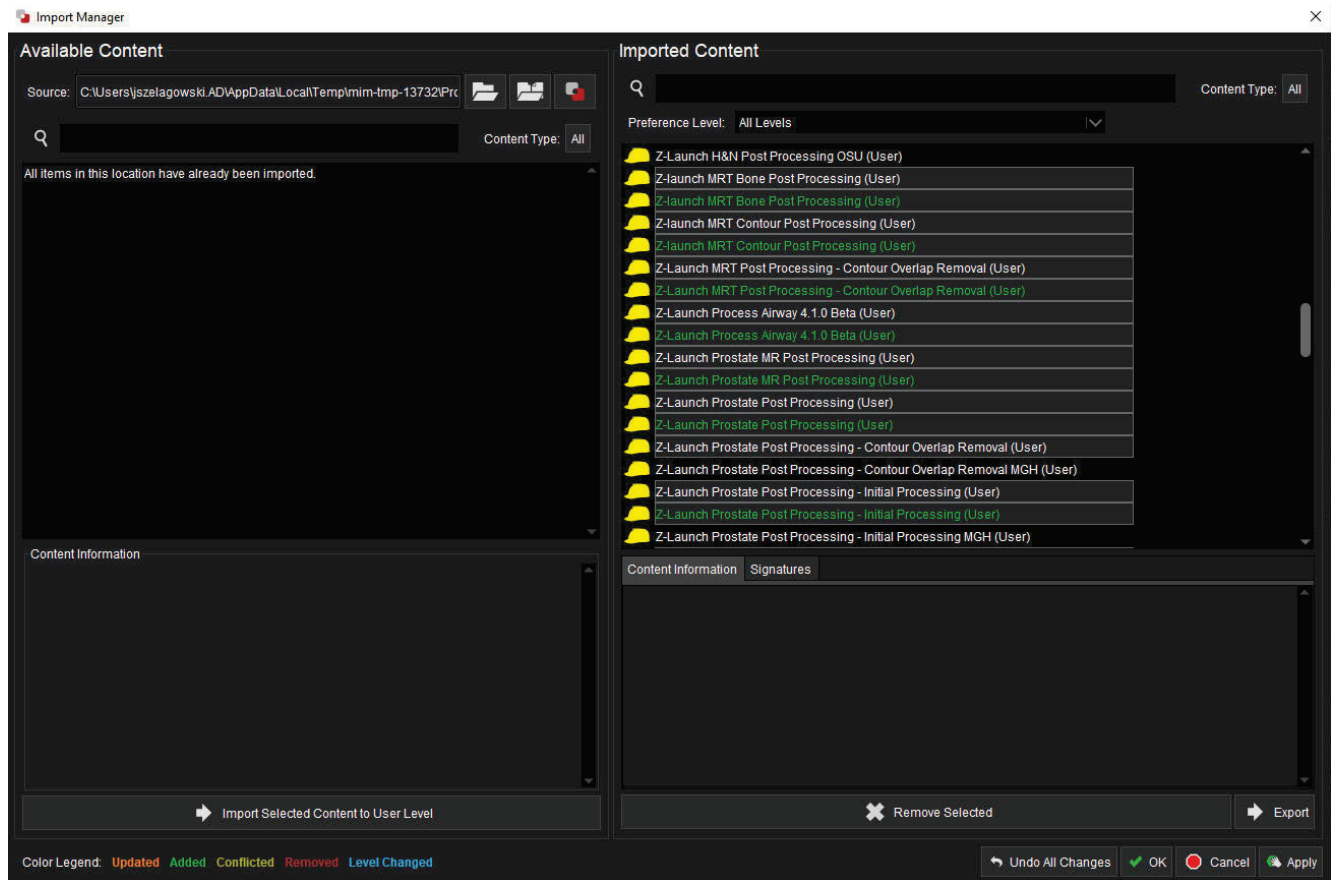 Import Manager
Available Content
Source: C:\Users\jszelagowski.AD\AppData\Local\Temp\mim-tmp-13732\Prc
Content Type: All
All items in this location have already been imported.
Content Information
Import Selected Content to User Level
Imported Content
Content Type: All
Preference Level: All Levels
Z-Launch H&N Post Processing OSU (User)
Z-launch MRT Bone Post Processing (User)
Z-launch MRT Bone Post Processing (User)
Z-launch MRT Contour Post Processing (User)
Z-launch MRT Contour Post Processing (User)
Z-Launch MRT Post Processing - Contour Overlap Removal (User)
Z-Launch MRT Post Processing - Contour Overlap Removal (User)
Z-Launch Process Airway 4.1.0 Beta (User)
Z-Launch Process Airway 4.1.0 Beta (User)
Z-Launch Prostate MR Post Processing (User)
Z-Launch Prostate MR Post Processing (User)
Z-Launch Prostate Post Processing (User)
Z-Launch Prostate Post Processing (User)
Z-Launch Prostate Post Processing - Contour Overlap Removal (User)
Z-Launch Prostate Post Processing - Contour Overlap Removal MGH (User)
Z-Launch Prostate Post Processing - Initial Processing (User)
Z-Launch Prostate Post Processing - Initial Processing (User)
Z-Launch Prostate Post Processing - Initial Processing MGH (User)
Content Information Signatures
Remove Selected Export
Color Legend: Updated Added Conflicted Removed Level Changed
Undo All Changes OK Cancel Apply